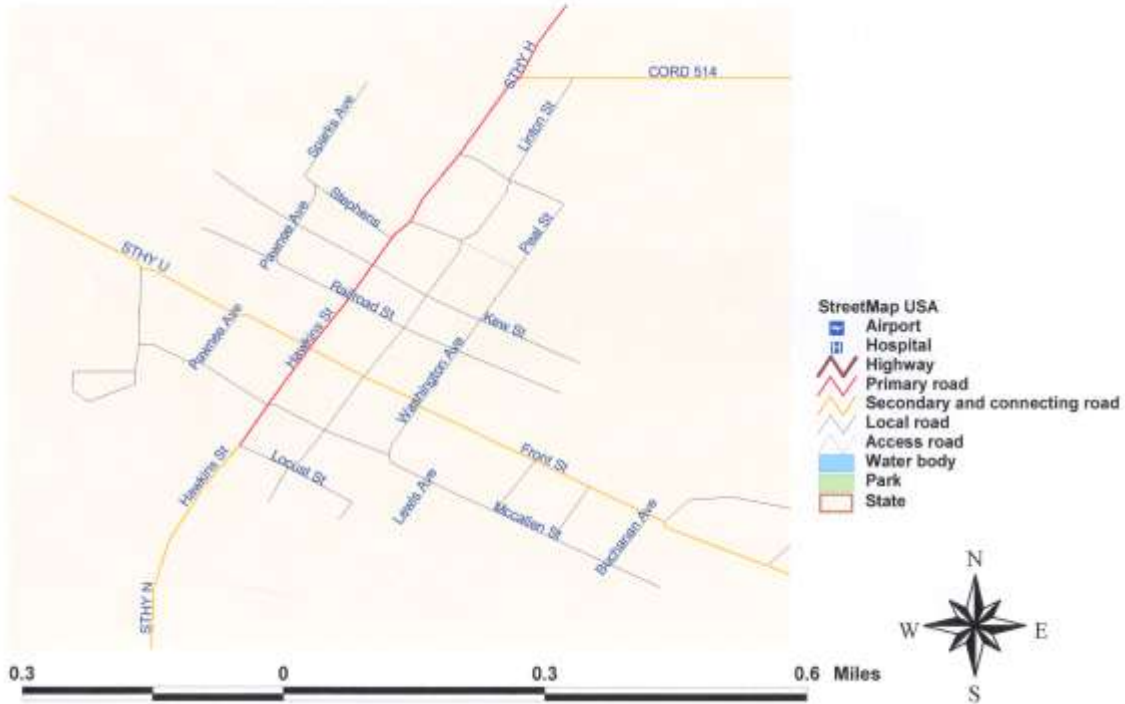 STHY H
CORD 514
Sparks Ave
Linton St
Stephens
Pawnee Ave
Peal St
STHY U
Railroad St
Kew St
Pawnee Ave
Hawkins St
Washington Ave
Front St
Hawkins St
Locust St
Lewis Ave
Mccallen St
Buchanan Ave
STHY N
StreetMap USA
Airport
H Hospital
Highway
Primary road
Secondary and connecting road
Local road
Access road
Water body
Park
State
N
W E
S
0.3 0 0.3 0.6 Miles